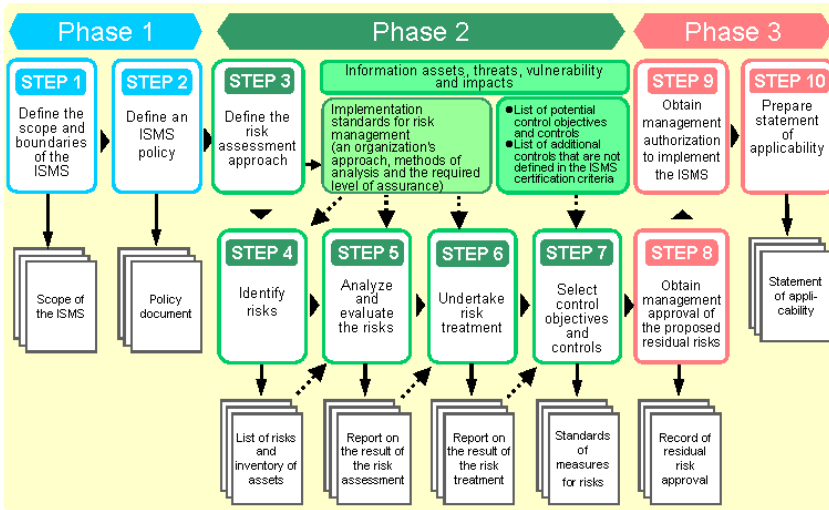 Phase 1
Phase 2
Phase 3
STEP 1
Define the
scope and
boundaries
of the ISMS
STEP 2
Define an
ISMS
policy
STEP 3
Define the
risk
assessment
approach
Information assets, threats, vulnerability
and impacts
Implementation
standards for risk
management
(an organization's
approach, methods of
analysis and the required
level of assurance)
●List of potential
control objectives
and controls
●List of additional
controls that are not
defined in the ISMS
certification criteria
STEP 9
Obtain
management
authorization
to implement
the ISMS
STEP 10
Prepare
statement
of
applicability
Scope of
the ISMS
Policy
document
STEP 4
Identify
risks
STEP 5
Analyze
and
evaluate
the risks
STEP 6
Undertake
risk
treatment
STEP 7
Select
control
objectives
and
controls
STEP 8
Obtain
management
approval of
the proposed
residual risks
Statement
of appli-
cability
List of risks
and
inventory of
assets
Report on
the result of
the risk
assessment
Report on
the result of
the risk
treatment
Standards
of
measures
for risks
Record of
residual
risk
approval